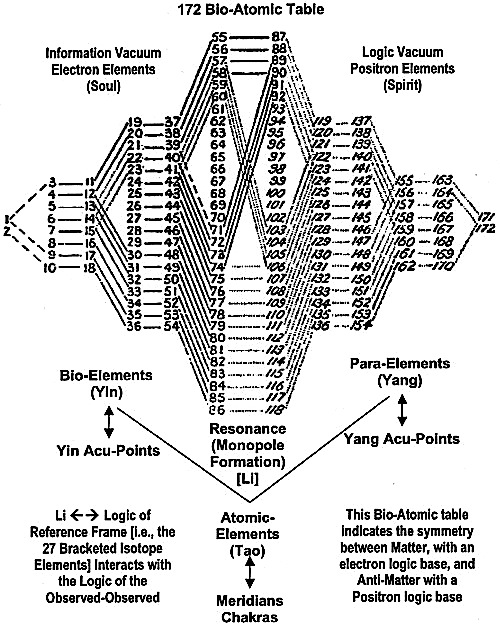 172 Bio-Atomic Table
Information Vacuum
Electron Elements
(Soul)
Logic Vacuum
Positron Elements
(Spirit)
55 87
56 88
57 89
58 90
59 91
60 92
61 93
19 37 62 94 119 137
20 38 63 95 120 138
21 39 64 96 121 139
22 40 65 97 122 140
23 41 66 98 123 141
3 11 24 42 67 99 124 142 155 163
4 12 25 43 68 100 125 143 156 164
5 13 26 44 69 101 126 144 157 165
1 6 14 27 45 70 102 127 145 158 166 171
2 7 15 28 46 71 103 128 146 159 167 172
8 16 29 47 72 104 129 147 160 168
9 17 30 48 73 105 130 148 161 169
10 18 31 49 74 106 131 149 162 170
32 50 75 107 132 150
33 51 76 108 133 151
34 52 77 109 134 152
35 53 78 110 135 153
36 54 79 111 136 154
80 112
81 113
82 114
83 115
84 116
85 117
86 118
Bio-Elements
(Yin)
Yin Acu-Points
Resonance
(Monopole
Formation)
[Li]
Para-Elements
(Yang)
Yang Acu-Points
Li <-> Logic of
Reference Frame [i.e., the
27 Bracketed Isotope
Elements] Interacts with
the Logic of the
Observed-Observed
Atomic-
Elements
(Tao)
Meridians
Chakras
This Bio-Atomic table
indicates the symmetry
between Matter, with an
electron logic base, and
Anti-Matter with a
Positron logic base